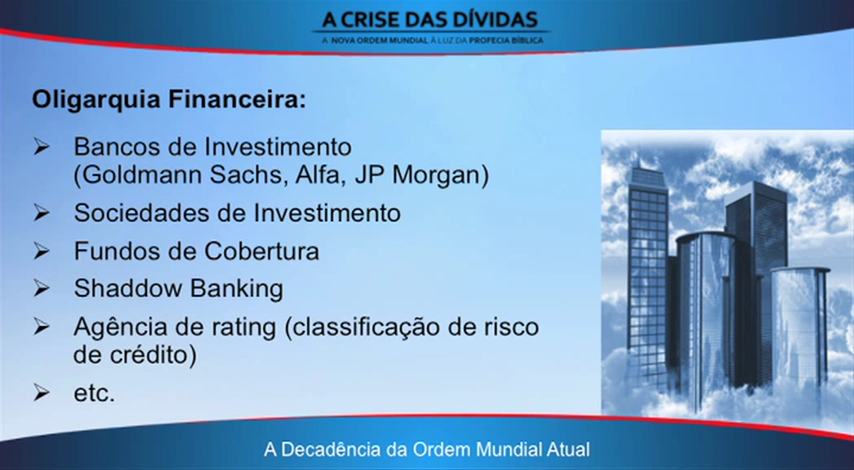 A CRISE DAS DÍVIDAS
A NOVA ORDEM MUNDIAL À LUZ DA PROFECIA BÍBLICA
Oligarquia Financeira:
➢ Bancos de Investimento
(Goldmann Sachs, Alfa, JP Morgan)
➢ Sociedades de Investimento
➢ Fundos de Cobertura
➢ Shaddow Banking
➢ Agência de rating (classificação de risco
de crédito)
➢ etc.
A Decadência da Ordem Mundial Atual